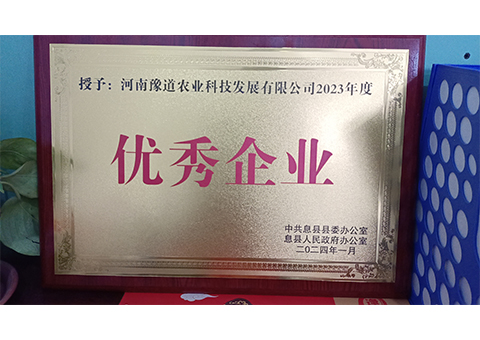 授予：河南豫道农业科技发展有限公司2023年度
优秀企业
中共息县县委办公室
息县人民政府办公室
二〇二四年一月